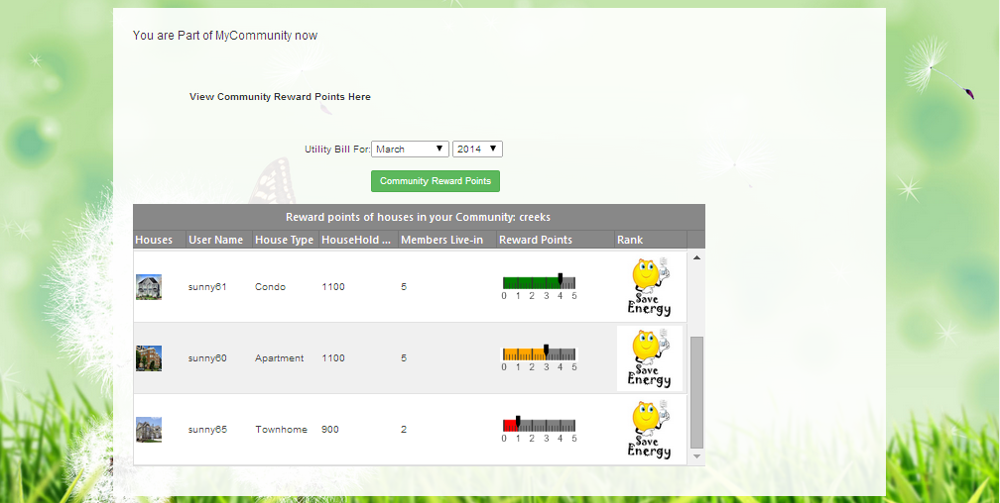 You are Part of MyCommunity now
View Community Reward Points Here
Utility Bill For: March 2014
Community Reward Points
Reward points of houses in your Community: creeks
Houses User Name House Type HouseHold ... Members Live-in Reward Points Rank
sunny61 Condo 1100 5
0 1 2 3 4 5
Save
Energy
sunny60 Apartment 1100 5
0 1 2 3 4 5
Save
Energy
sunny65 Townhome 900 2
0 1 2 3 4 5
Save
Energy